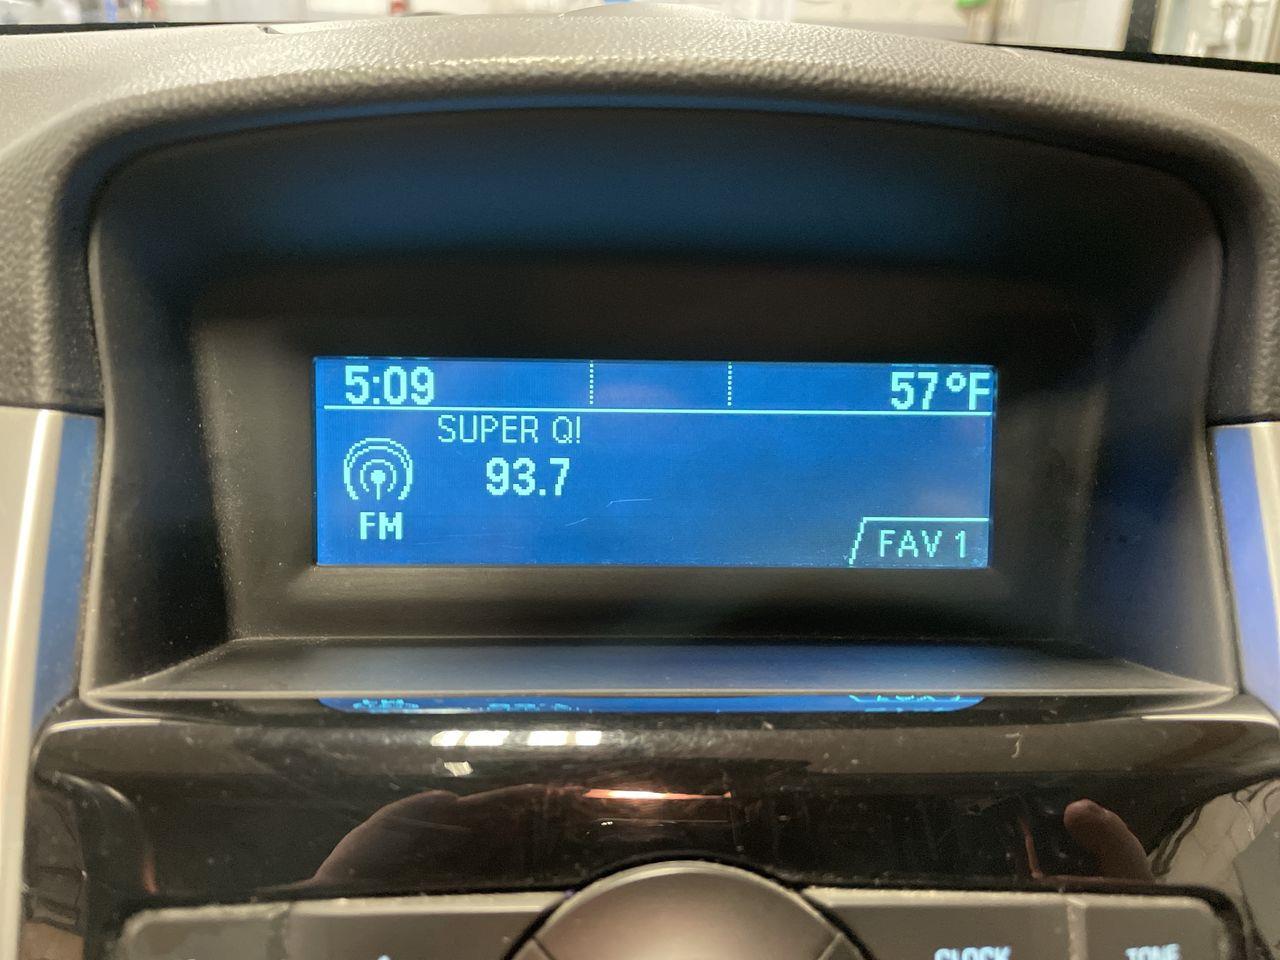 5:09 57°F
SUPER Q!
93.7
FM
FAV 1
CLOCK TONE